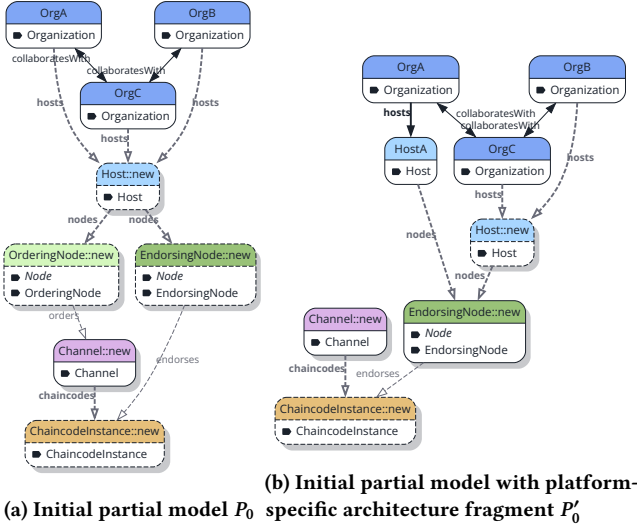 OrgA
Organization
OrgB
Organization
collaboratesWith
collaboratesWith
OrgC
Organization
hosts
hosts
hosts
Host::new
Host
nodes
nodes
OrderingNode::new
Node
OrderingNode
EndorsingNode::new
Node
EndorsingNode
orders
endorses
Channel::new
Channel
chaincodes
ChaincodeInstance::new
ChaincodeInstance
(a) Initial partial model P₀
OrgA
Organization
OrgB
Organization
hosts
collaboratesWith
collaboratesWith
HostA
Host
OrgC
Organization
hosts
hosts
Host::new
Host
nodes
nodes
Channel::new
Channel
EndorsingNode::new
Node
EndorsingNode
chaincodes
endorses
ChaincodeInstance::new
ChaincodeInstance
(b) Initial partial model with platform-
specific architecture fragment P′₀